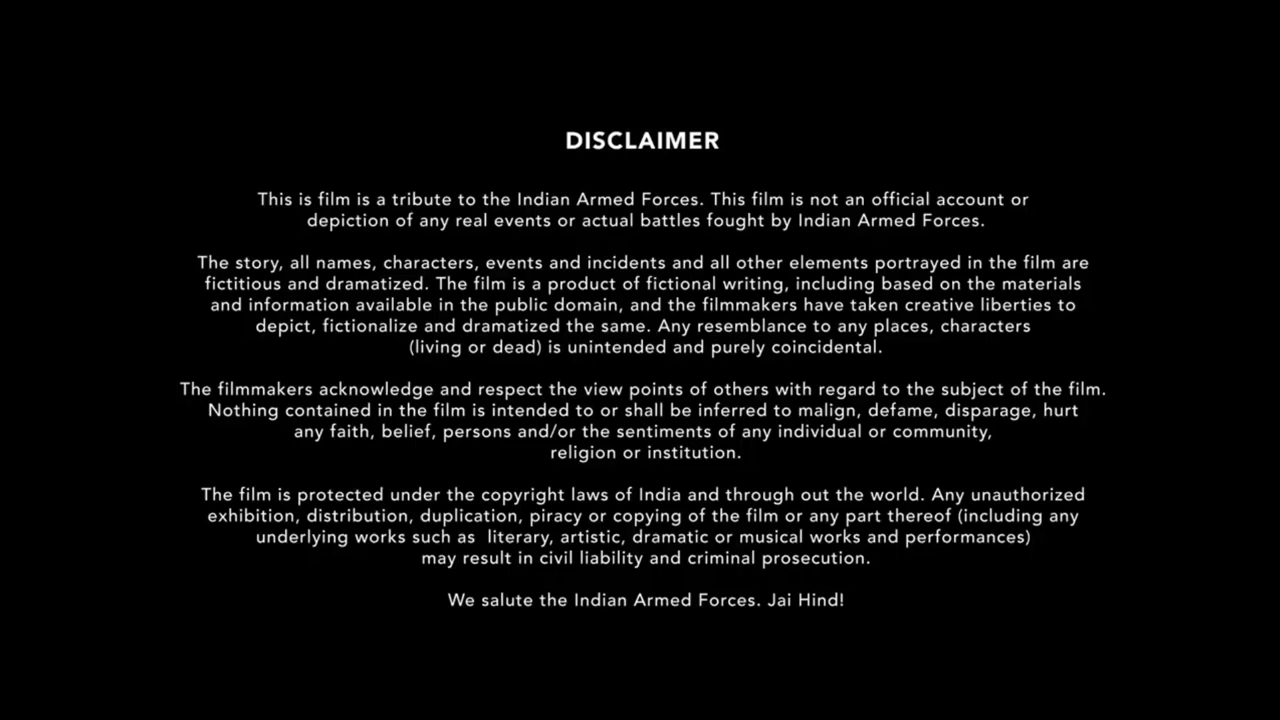 DISCLAIMER
This is film is a tribute to the Indian Armed Forces. This film is not an official account or
depiction of any real events or actual battles fought by Indian Armed Forces.
The story, all names, characters, events and incidents and all other elements portrayed in the film are
fictitious and dramatized. The film is a product of fictional writing, including based on the materials
and information available in the public domain, and the filmmakers have taken creative liberties to
depict, fictionalize and dramatized the same. Any resemblance to any places, characters
(living or dead) is unintended and purely coincidental.
The filmmakers acknowledge and respect the view points of others with regard to the subject of the film.
Nothing contained in the film is intended to or shall be inferred to malign, defame, disparage, hurt
any faith, belief, persons and/or the sentiments of any individual or community,
religion or institution.
The film is protected under the copyright laws of India and through out the world. Any unauthorized
exhibition, distribution, duplication, piracy or copying of the film or any part thereof (including any
underlying works such as  literary, artistic, dramatic or musical works and performances)
may result in civil liability and criminal prosecution.
We salute the Indian Armed Forces. Jai Hind!